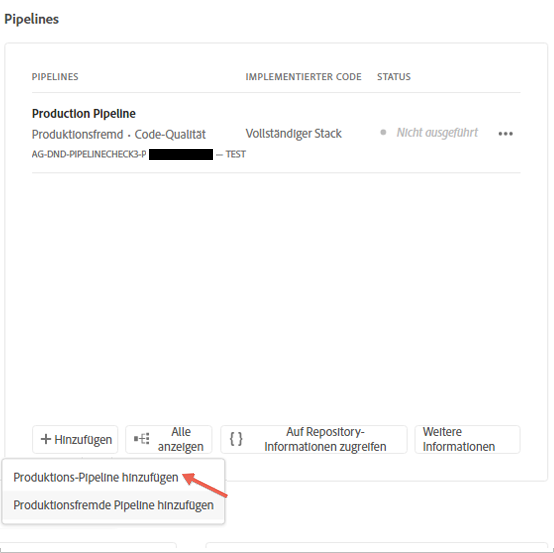 Pipelines
PIPELINES IMPLEMENTIERTER CODE STATUS
Production Pipeline
Produktionsfremd • Code-Qualität Vollständiger Stack Nicht ausgeführt
AG-DND-PIPELINECHECK3-P — TEST
Hinzufügen
Alle
anzeigen
Auf Repository-
Informationen zugreifen
Weitere
Informationen
Produktions-Pipeline hinzufügen
Produktionsfremde Pipeline hinzufügen